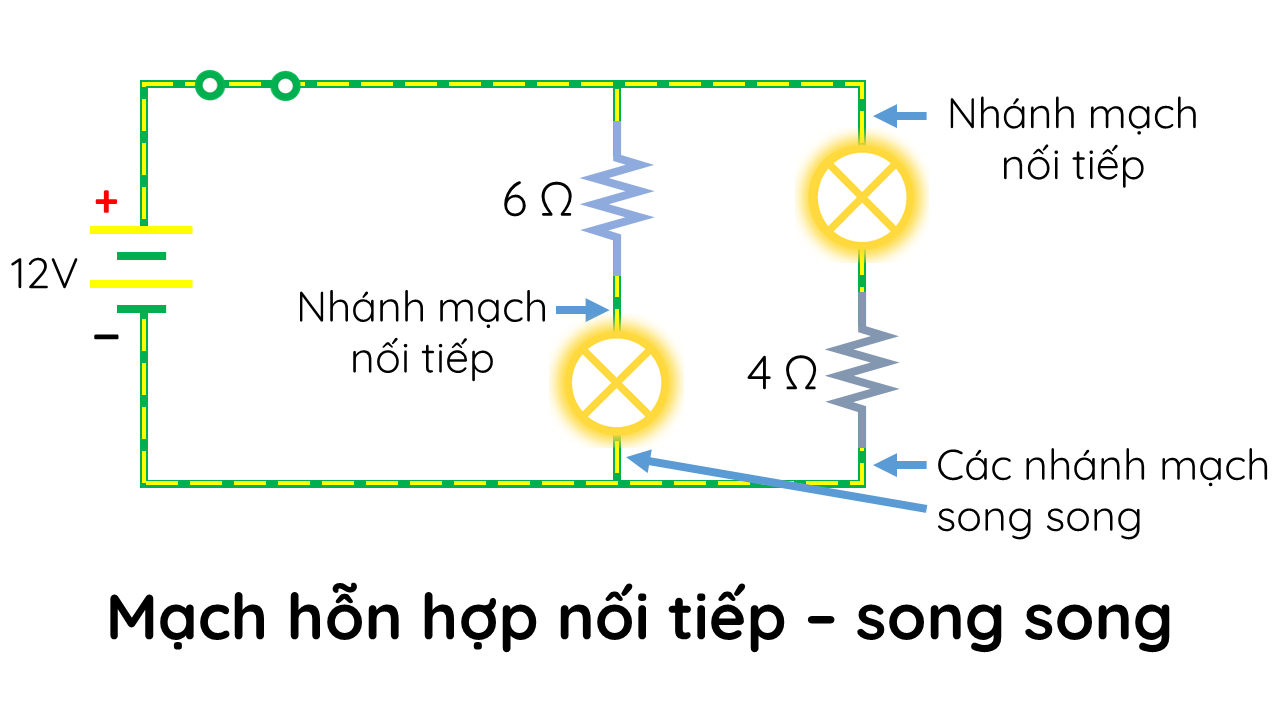 Nhánh mạch
nối tiếp
6 Ω
+
12V
Nhánh mạch
nối tiếp
–
4 Ω
Các nhánh mạch
song song
Mạch hỗn hợp nối tiếp – song song